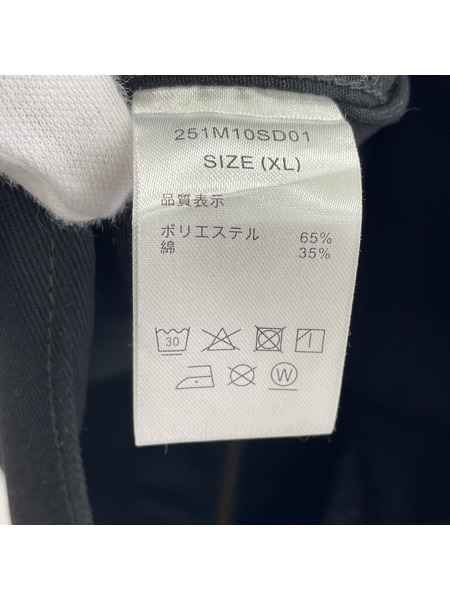 251M10SD01
SIZE (XL)
品質表示
ポリエステル 65%
綿 35%
30
W